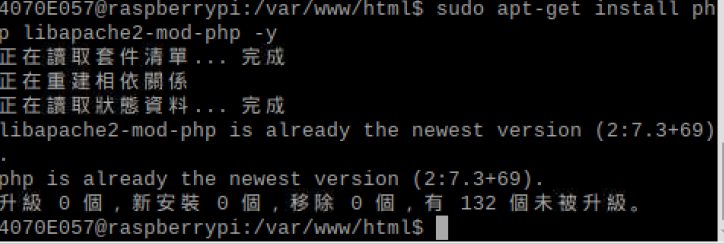 4070E057@raspberrypi:/var/www/html$ sudo apt-get install ph
p libapache2-mod-php -y
正在讀取套件清單... 完成
正在重建相依關係
正在讀取狀態資料... 完成
libapache2-mod-php is already the newest version (2:7.3+69)
.
php is already the newest version (2:7.3+69).
升級 0 個，新安裝 0 個，移除 0 個，有 132 個未被升級。
4070E057@raspberrypi:/var/www/html$